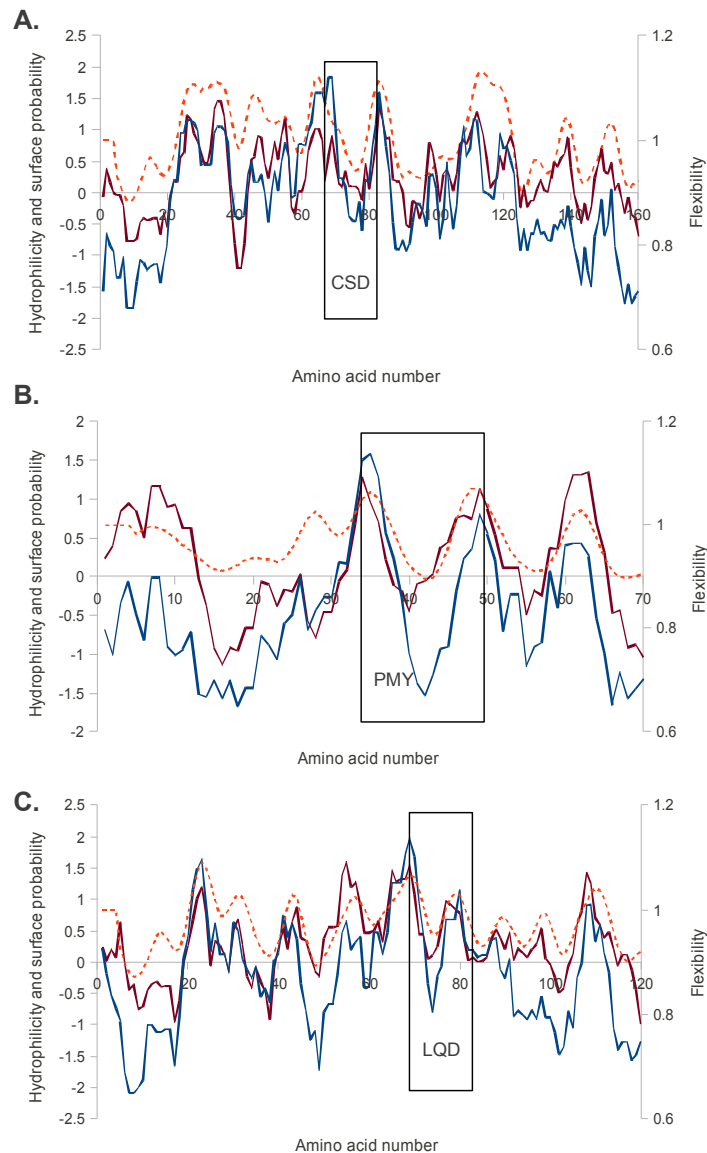 A.
2.5
2
1.5
1
0.5
0
-0.5
-1
-1.5
-2
-2.5
0 20 40 60 80 100 120 140 160
1.2
1
0.8
0.6
Hydrophilicity and surface probability
Flexibility
CSD
Amino acid number
B.
2
1.5
1
0.5
0
-0.5
-1
-1.5
-2
0 10 20 30 40 50 60 70
1.2
1
0.8
0.6
Hydrophilicity and surface probability
Flexibility
PMY
Amino acid number
C.
2.5
2
1.5
1
0.5
0
-0.5
-1
-1.5
-2
-2.5
0 20 40 60 80 100 120
1.2
1
0.8
0.6
Hydrophilicity and surface probability
Flexibility
LQD
Amino acid number